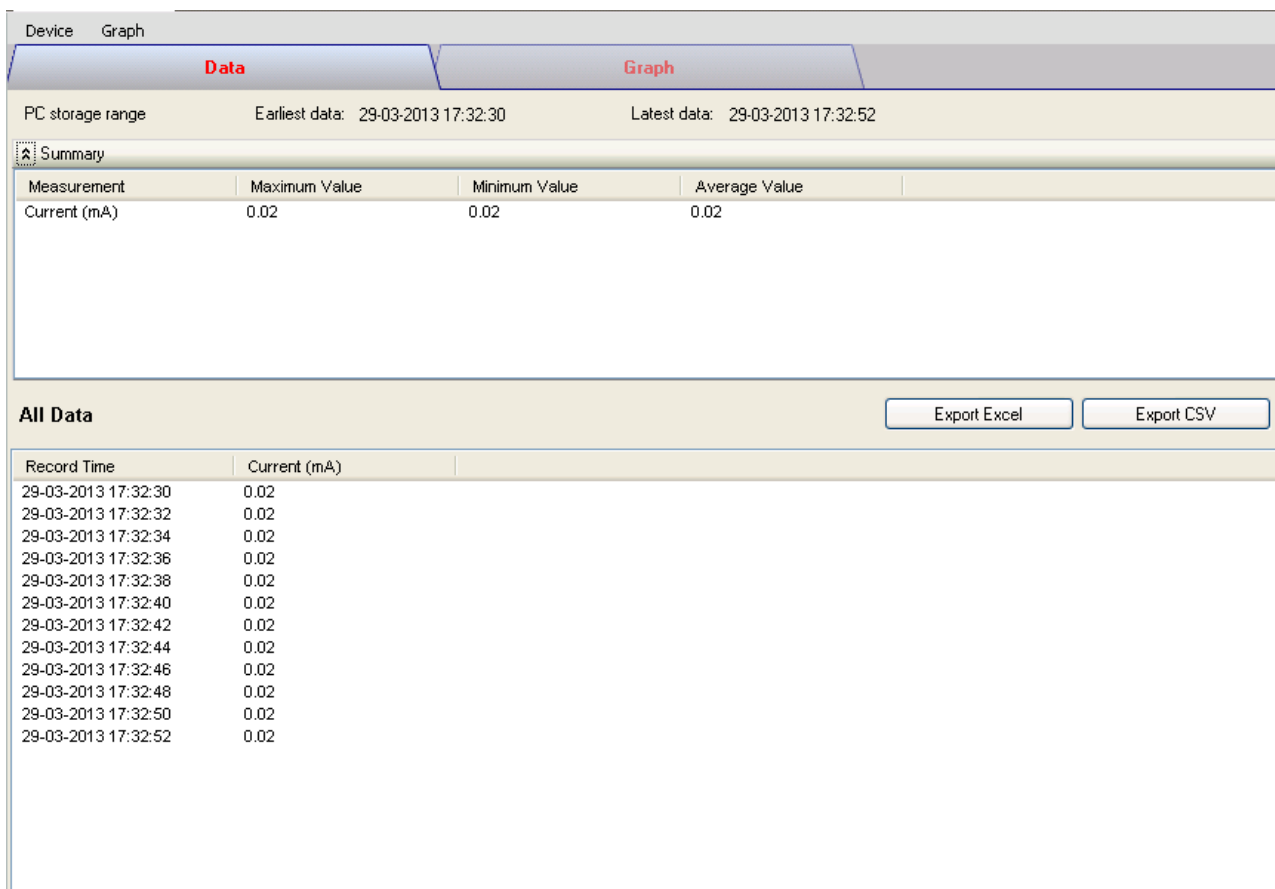 Device Graph
Data Graph
PC storage range Earliest data: 29-03-2013 17:32:30 Latest data: 29-03-2013 17:32:52
Summary
Measurement Maximum Value Minimum Value Average Value
Current (mA) 0.02 0.02 0.02
All Data Export Excel Export CSV
Record Time Current (mA)
29-03-2013 17:32:30 0.02
29-03-2013 17:32:32 0.02
29-03-2013 17:32:34 0.02
29-03-2013 17:32:36 0.02
29-03-2013 17:32:38 0.02
29-03-2013 17:32:40 0.02
29-03-2013 17:32:42 0.02
29-03-2013 17:32:44 0.02
29-03-2013 17:32:46 0.02
29-03-2013 17:32:48 0.02
29-03-2013 17:32:50 0.02
29-03-2013 17:32:52 0.02